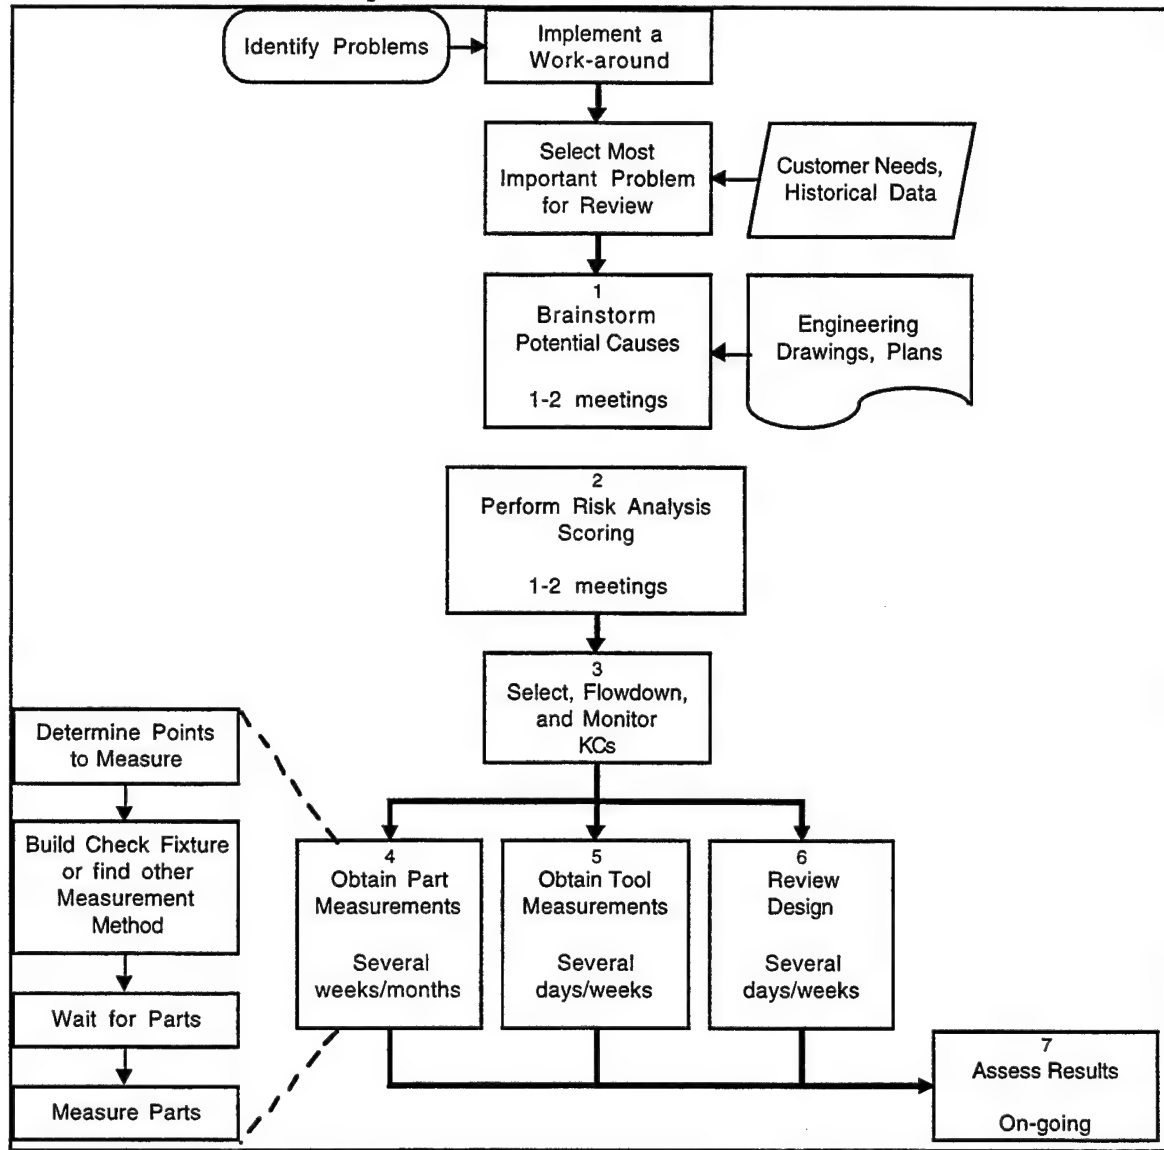 Identify Problems
Implement a
Work-around
Select Most
Important Problem
for Review
Customer Needs,
Historical Data
1
Brainstorm
Potential Causes
1-2 meetings
Engineering
Drawings, Plans
2
Perform Risk Analysis
Scoring
1-2 meetings
3
Select, Flowdown,
and Monitor
KCs
Determine Points
to Measure
Build Check Fixture
or find other
Measurement
Method
Wait for Parts
Measure Parts
4
Obtain Part
Measurements
Several
weeks/months
5
Obtain Tool
Measurements
Several
days/weeks
6
Review
Design
Several
days/weeks
7
Assess Results
On-going